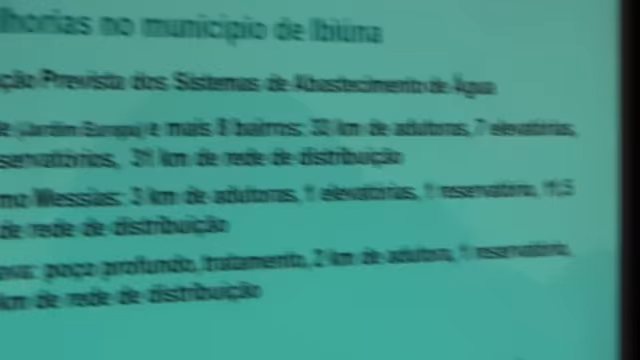 lhorias no município de Ibiúna
ção Prevista dos Sistemas de Abastecimento de Água
e (Jardim Europa) e mais 8 bairros: km de adutoras, 7 elevatórias,
servatórios, 31 km de rede de distribuição
mo Messias: 3 km de adutoras, 1 elevatórias, 1 reservatório, 11,5
de rede de distribuição
poço profundo, tratamento, 2 km de adutora, 1 reservatório,
km de rede de distribuição